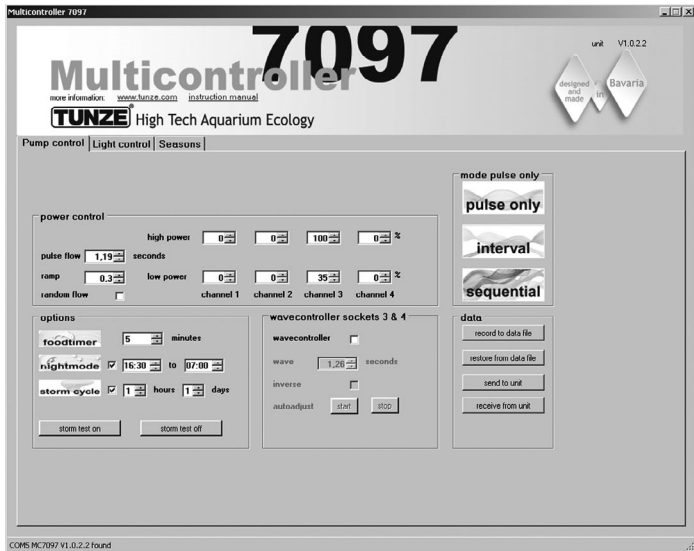 Multicontroller 7097
7097
unit V1.0.2.2
Multicontroller
more information: www.tunze.com instruction manual
designed and made
in
Bavaria
TUNZE® High Tech Aquarium Ecology
Pump control Light control Seasons
mode pulse only
pulse only
interval
sequential
power control
high power 0 0 100 0 %
pulse flow 1,19 seconds
ramp 0.3 low power 0 0 35 0 %
random flow channel 1 channel 2 channel 3 channel 4
options
foodtimer 5 minutes
nightmode 16:30 to 07:00
storm cycle 1 hours 1 days
storm test on storm test off
wavecontroller sockets 3 & 4
wavecontroller
wave 1,26 seconds
inverse
autoadjust start stop
data
record to data file
restore from data file
send to unit
receive from unit
COM5 MC7097 V1.0.2.2 found